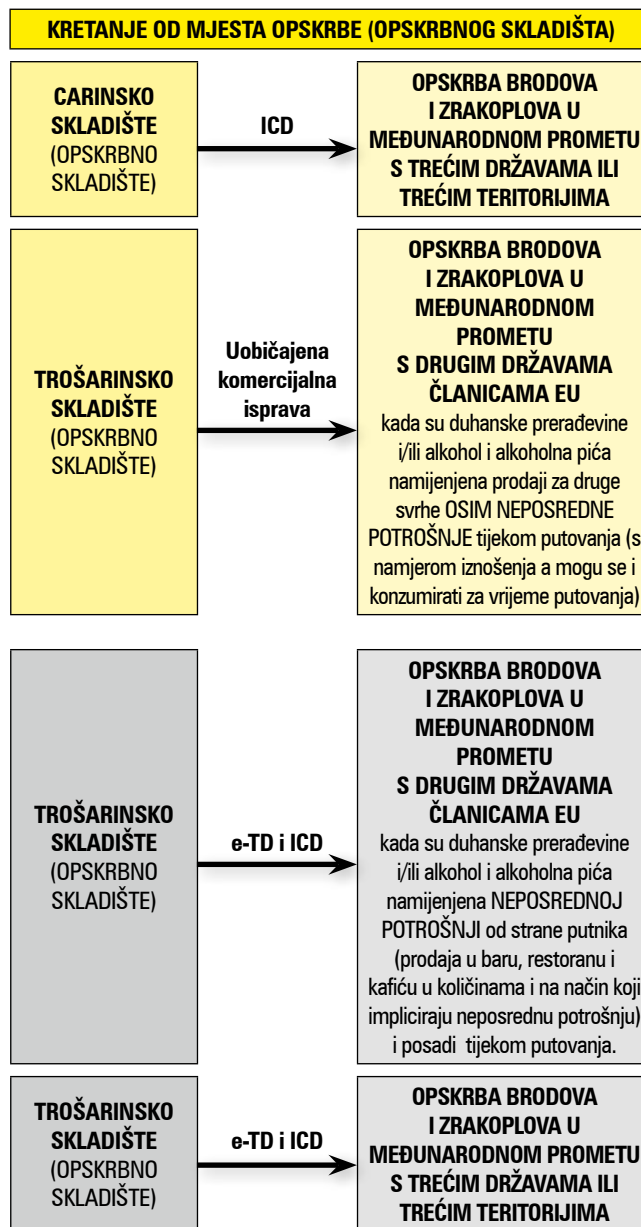 KRETANJE OD MJESTA OPSKRBE (OPSKRBNOG SKLADIŠTA)
CARINSKO
SKLADIŠTE
(OPSKRBNO
SKLADIŠTE)
ICD
OPSKRBA BRODOVA
I ZRAKOPLOVA U
MEĐUNARODNOM PROMETU
S TREĆIM DRŽAVAMA ILI
TREĆIM TERITORIJIMA
TROŠARINSKO
SKLADIŠTE
(OPSKRBNO
SKLADIŠTE)
Uobičajena
komercijalna
isprava
OPSKRBA BRODOVA
I ZRAKOPLOVA U
MEĐUNARODNOM
PROMETU
S DRUGIM DRŽAVAMA
ČLANICAMA EU
kada su duhanske prerađevine
i/ili alkohol i alkoholna pića
namijenjena prodaji za druge
svrhe OSIM NEPOSREDNE
POTROŠNJE tijekom putovanja (s
namjerom iznošenja a mogu se i
konzumirati za vrijeme putovanja)
TROŠARINSKO
SKLADIŠTE
(OPSKRBNO
SKLADIŠTE)
e-TD i ICD
OPSKRBA BRODOVA
I ZRAKOPLOVA U
MEĐUNARODNOM
PROMETU
S DRUGIM DRŽAVAMA
ČLANICAMA EU
kada su duhanske prerađevine
i/ili alkohol i alkoholna pića
namijenjena NEPOSREDNOJ
POTROŠNJI od strane putnika
(prodaja u baru, restoranu i
kafiću u količinama i na način koji
impliciraju neposrednu potrošnju)
i posadi tijekom putovanja.
TROŠARINSKO
SKLADIŠTE
(OPSKRBNO
SKLADIŠTE)
e-TD i ICD
OPSKRBA BRODOVA
I ZRAKOPLOVA U
MEĐUNARODNOM PROMETU
S TREĆIM DRŽAVAMA ILI
TREĆIM TERITORIJIMA